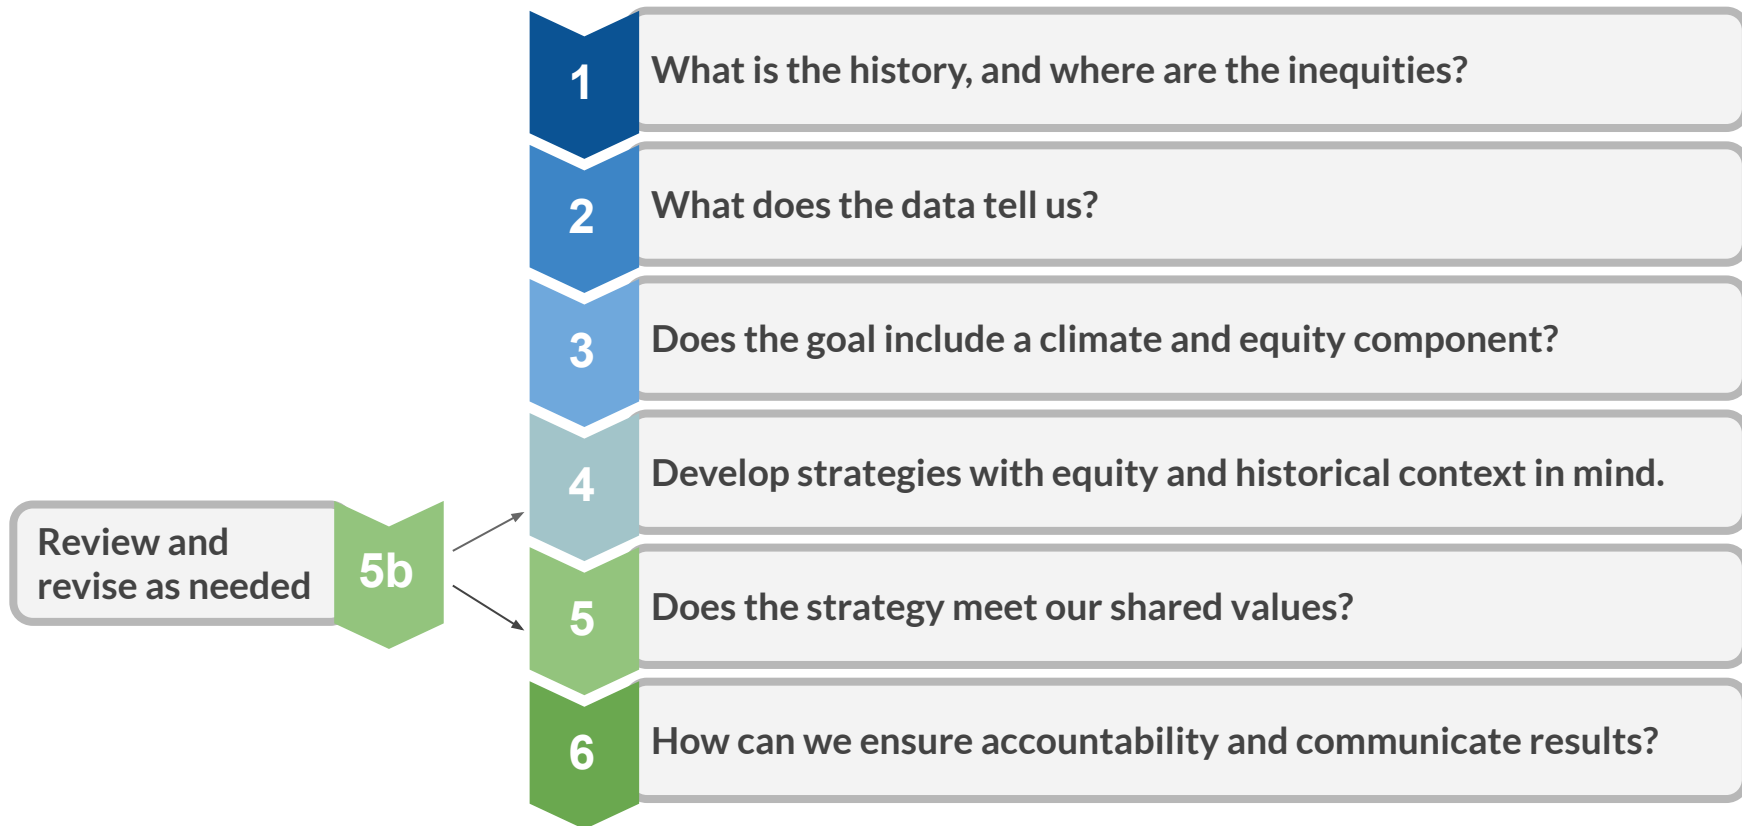 1
What is the history, and where are the inequities?
2
What does the data tell us?
3
Does the goal include a climate and equity component?
4
Develop strategies with equity and historical context in mind.
Review and
revise as needed
5b
5
Does the strategy meet our shared values?
6
How can we ensure accountability and communicate results?